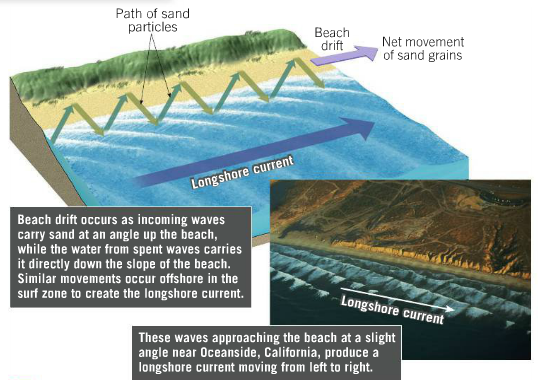 Path of sand
particles
Beach
drift
Net movement
of sand grains
Longshore current
Beach drift occurs as incoming waves
carry sand at an angle up the beach,
while the water from spent waves carries
it directly down the slope of the beach.
Similar movements occur offshore in the
surf zone to create the longshore current.
Longshore current
These waves approaching the beach at a slight
angle near Oceanside, California, produce a
longshore current moving from left to right.